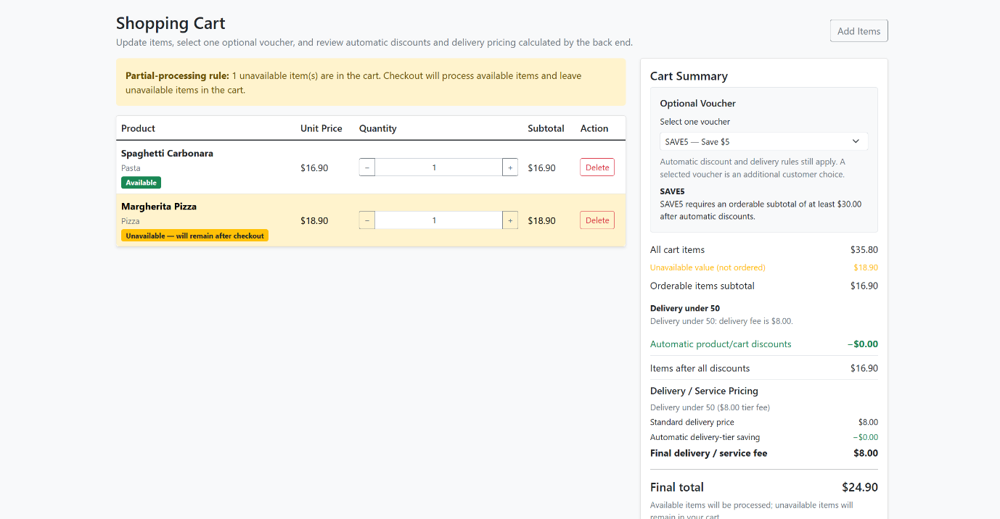 Shopping Cart
Update items, select one optional voucher, and review automatic discounts and delivery pricing calculated by the back end.
Add Items
Partial-processing rule: 1 unavailable item(s) are in the cart. Checkout will process available items and leave
unavailable items in the cart.
Product Unit Price Quantity Subtotal Action
Spaghetti Carbonara
Pasta
Available
$16.90 − 1 + $16.90 Delete
Margherita Pizza
Pizza
Unavailable — will remain after checkout
$18.90 − 1 + $18.90 Delete
Cart Summary
Optional Voucher
Select one voucher
SAVE5 — Save $5
Automatic discount and delivery rules still apply. A
selected voucher is an additional customer choice.
SAVE5
SAVE5 requires an orderable subtotal of at least $30.00
after automatic discounts.
All cart items $35.80
Unavailable value (not ordered) $18.90
Orderable items subtotal $16.90
Delivery under 50
Delivery under 50: delivery fee is $8.00.
Automatic product/cart discounts −$0.00
Items after all discounts $16.90
Delivery / Service Pricing
Delivery under 50 ($8.00 tier fee)
Standard delivery price $8.00
Automatic delivery-tier saving −$0.00
Final delivery / service fee $8.00
Final total $24.90
Available items will be processed; unavailable items will
remain in your cart